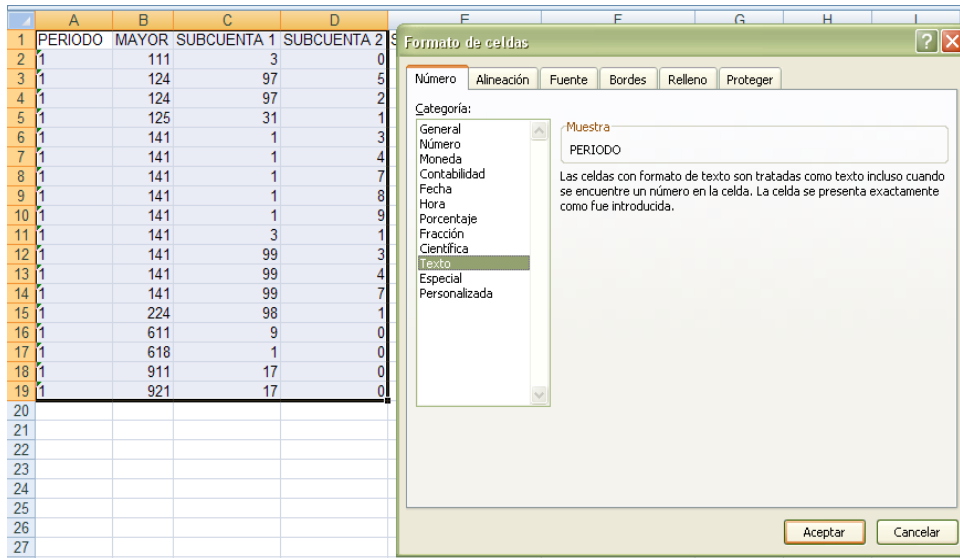 A B C D E F G H I
1 PERIODO MAYOR SUBCUENTA 1 SUBCUENTA 2 S
2 1 111 3 0
3 1 124 97 5
4 1 124 97 2
5 1 125 31 1
6 1 141 1 3
7 1 141 1 4
8 1 141 1 7
9 1 141 1 8
10 1 141 1 9
11 1 141 3 1
12 1 141 99 3
13 1 141 99 4
14 1 141 99 7
15 1 224 98 1
16 1 611 9 0
17 1 618 1 0
18 1 911 17 0
19 1 921 17 0
20
21
22
23
24
25
26
27
Formato de celdas
Número Alineación Fuente Bordes Relleno Proteger
Categoría:
General
Número
Moneda
Contabilidad
Fecha
Hora
Porcentaje
Fracción
Científica
Texto
Especial
Personalizada
Muestra
PERIODO
Las celdas con formato de texto son tratadas como texto incluso cuando
se encuentre un número en la celda. La celda se presenta exactamente
como fue introducida.
Aceptar Cancelar